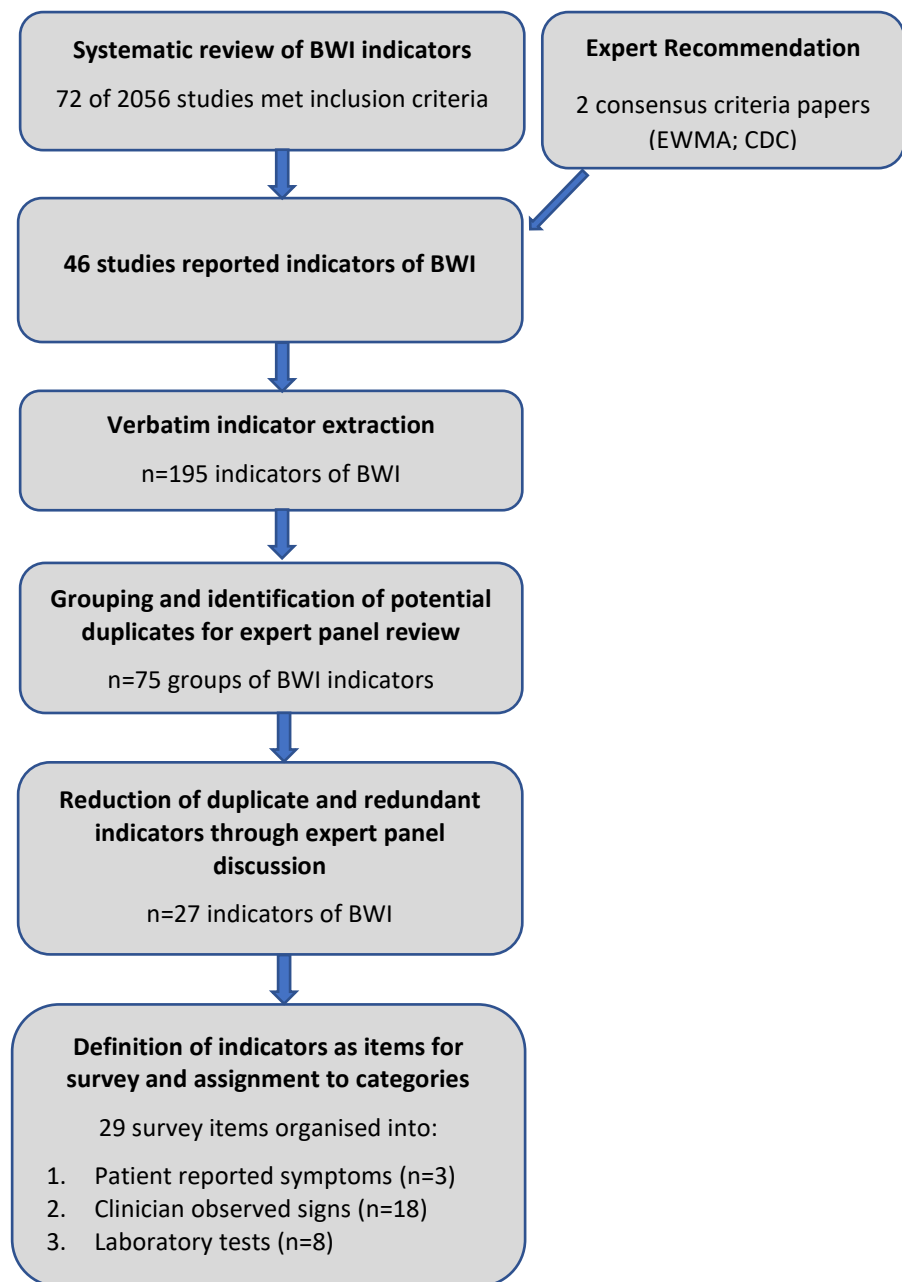 Systematic review of BWI indicators
72 of 2056 studies met inclusion criteria
Expert Recommendation
2 consensus criteria papers
(EWMA; CDC)
46 studies reported indicators of BWI
Verbatim indicator extraction
n=195 indicators of BWI
Grouping and identification of potential
duplicates for expert panel review
n=75 groups of BWI indicators
Reduction of duplicate and redundant
indicators through expert panel
discussion
n=27 indicators of BWI
Definition of indicators as items for
survey and assignment to categories
29 survey items organised into:
1. Patient reported symptoms (n=3)
2. Clinician observed signs (n=18)
3. Laboratory tests (n=8)